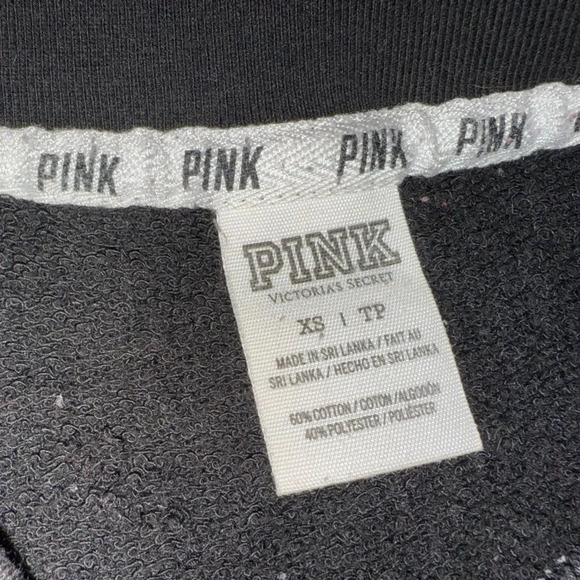 PINK PINK PINK PINK
PINK
VICTORIA'S SECRET
XS | TP
MADE IN SRI LANKA / FAIT AU
SRI LANKA / HECHO EN SRI LANKA
60% COTTON / COTON / ALGODÓN
40% POLYESTER / POLIÉSTER